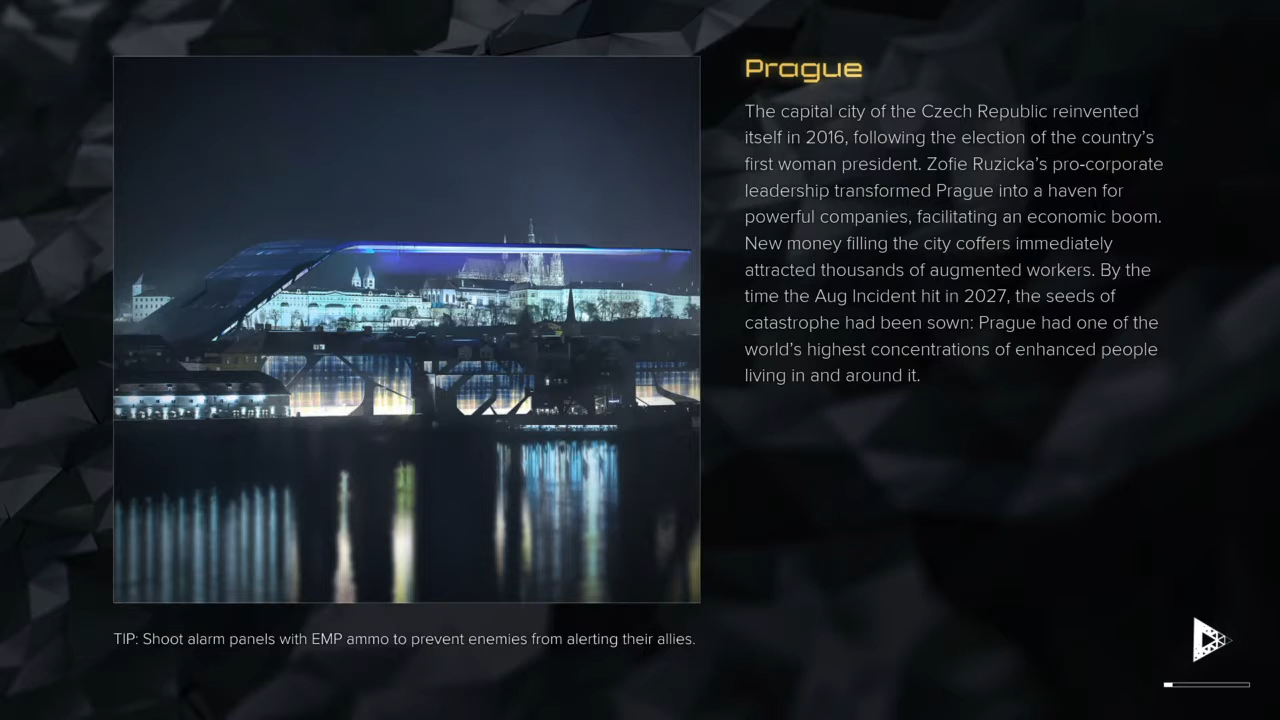 Prague
The capital city of the Czech Republic reinvented
itself in 2016, following the election of the country's
first woman president. Zofie Ruzicka's pro-corporate
leadership transformed Prague into a haven for
powerful companies, facilitating an economic boom.
New money filling the city coffers immediately
attracted thousands of augmented workers. By the
time the Aug Incident hit in 2027, the seeds of
catastrophe had been sown: Prague had one of the
world's highest concentrations of enhanced people
living in and around it.
TIP: Shoot alarm panels with EMP ammo to prevent enemies from alerting their allies.